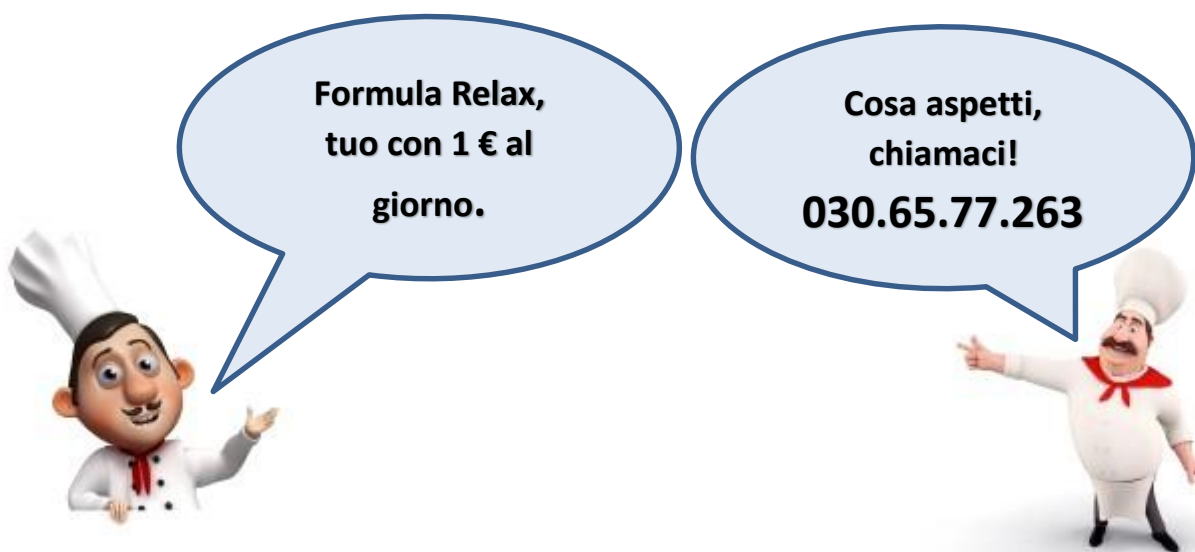 Formula Relax,
tuo con 1 € al
giorno.
Cosa aspetti,
chiamaci!
030.65.77.263